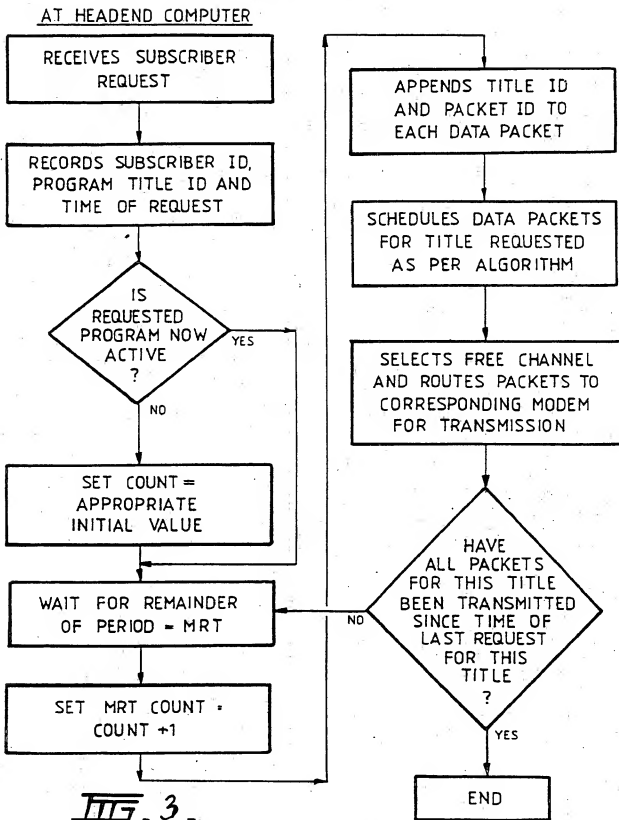 AT HEADEND COMPUTER
RECEIVES SUBSCRIBER
REQUEST
RECORDS SUBSCRIBER ID,
PROGRAM TITLE ID AND
TIME OF REQUEST
IS
REQUESTED
PROGRAM NOW
ACTIVE
?
YES
NO
SET COUNT =
APPROPRIATE
INITIAL VALUE
WAIT FOR REMAINDER
OF PERIOD = MRT
SET MRT COUNT =
COUNT +1
APPENDS TITLE ID
AND PACKET ID TO
EACH DATA PACKET
SCHEDULES DATA PACKETS
FOR TITLE REQUESTED
AS PER ALGORITHM
SELECTS FREE CHANNEL
AND ROUTES PACKETS TO
CORRESPONDING MODEM
FOR TRANSMISSION
HAVE
ALL PACKETS
FOR THIS TITLE
BEEN TRANSMITTED
SINCE TIME OF
LAST REQUEST
FOR THIS
TITLE
?
NO
YES
END
FIG. 3.